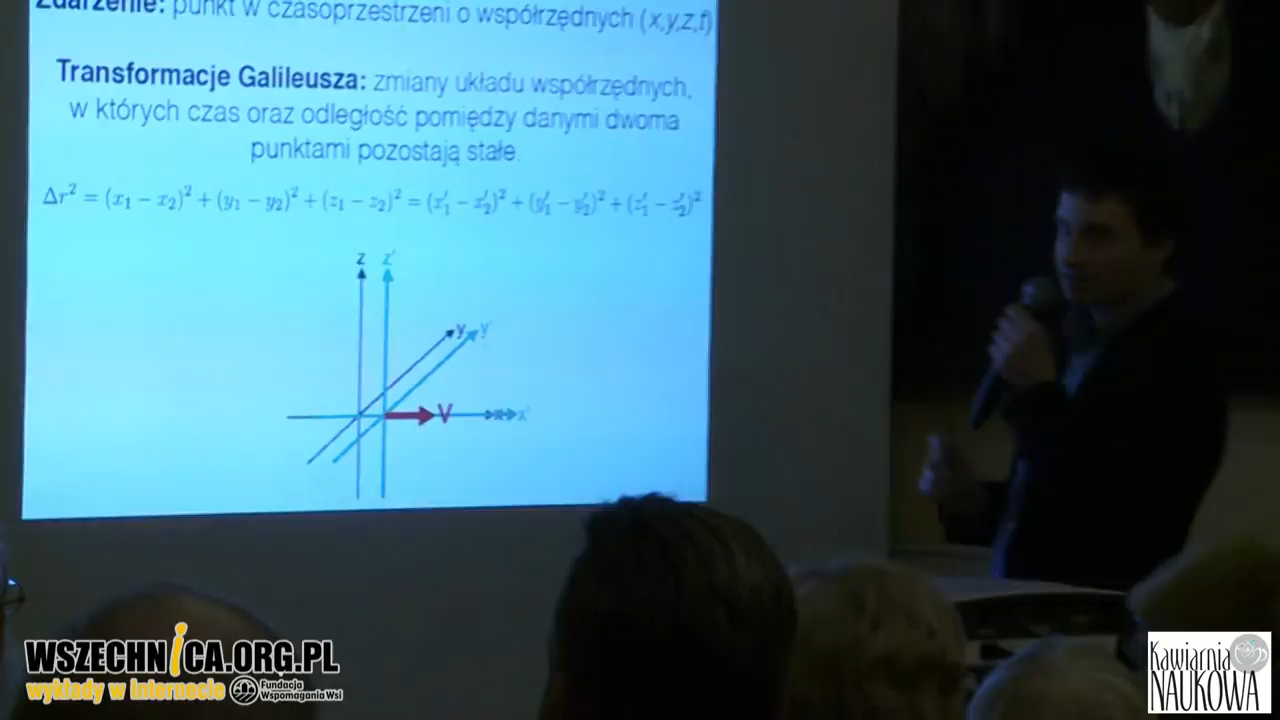 Zdarzenie: punkt w czasoprzestrzeni o współrzędnych (x,y,z,t)
Transformacje Galileusza: zmiany układu współrzędnych,
w których czas oraz odległość pomiędzy danymi dwoma
punktami pozostają stałe.
Δr² = (x₁ − x₂)² + (y₁ − y₂)² + (z₁ − z₂)² = (x′₁ − x′₂)² + (y′₁ − y′₂)² + (z′₁ − z′₂)²
z z'
y y'
V x x'
WSZECHNiCA.ORG.PL
wykłady w internecie Fundacja Wspomagania Wsi
Kawiarnia
NAUKOWA